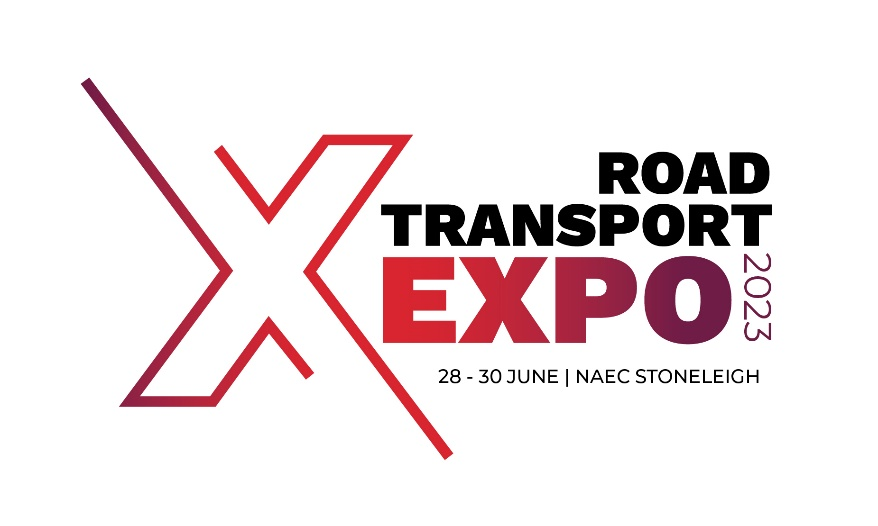 ROAD
TRANSPORT
EXPO
2023
28 - 30 JUNE | NAEC STONELEIGH